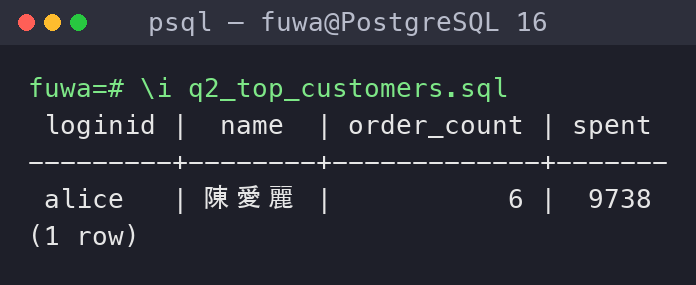 psql — fuwa@PostgreSQL 16
fuwa=# \i q2_top_customers.sql
 loginid |  name  | order_count | spent
---------+--------+-------------+-------
 alice   | 陳愛麗 |           6 |  9738
(1 row)